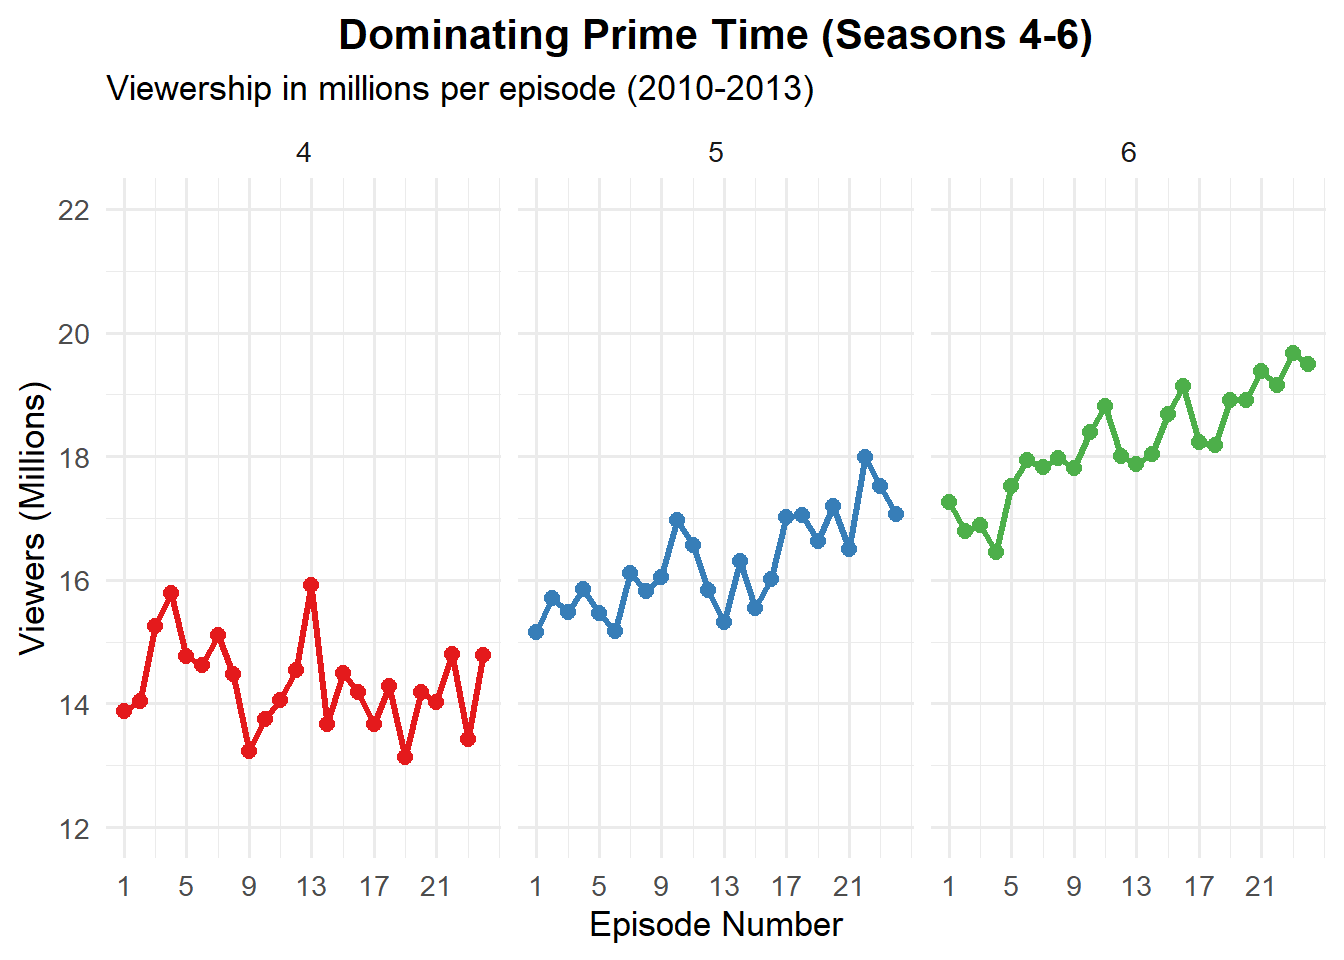 Dominating Prime Time (Seasons 4-6)
Viewership in millions per episode (2010-2013)
4 5 6
22
20
18
16
14
12
Viewers (Millions)
1 5 9 13 17 21 1 5 9 13 17 21 1 5 9 13 17 21
Episode Number